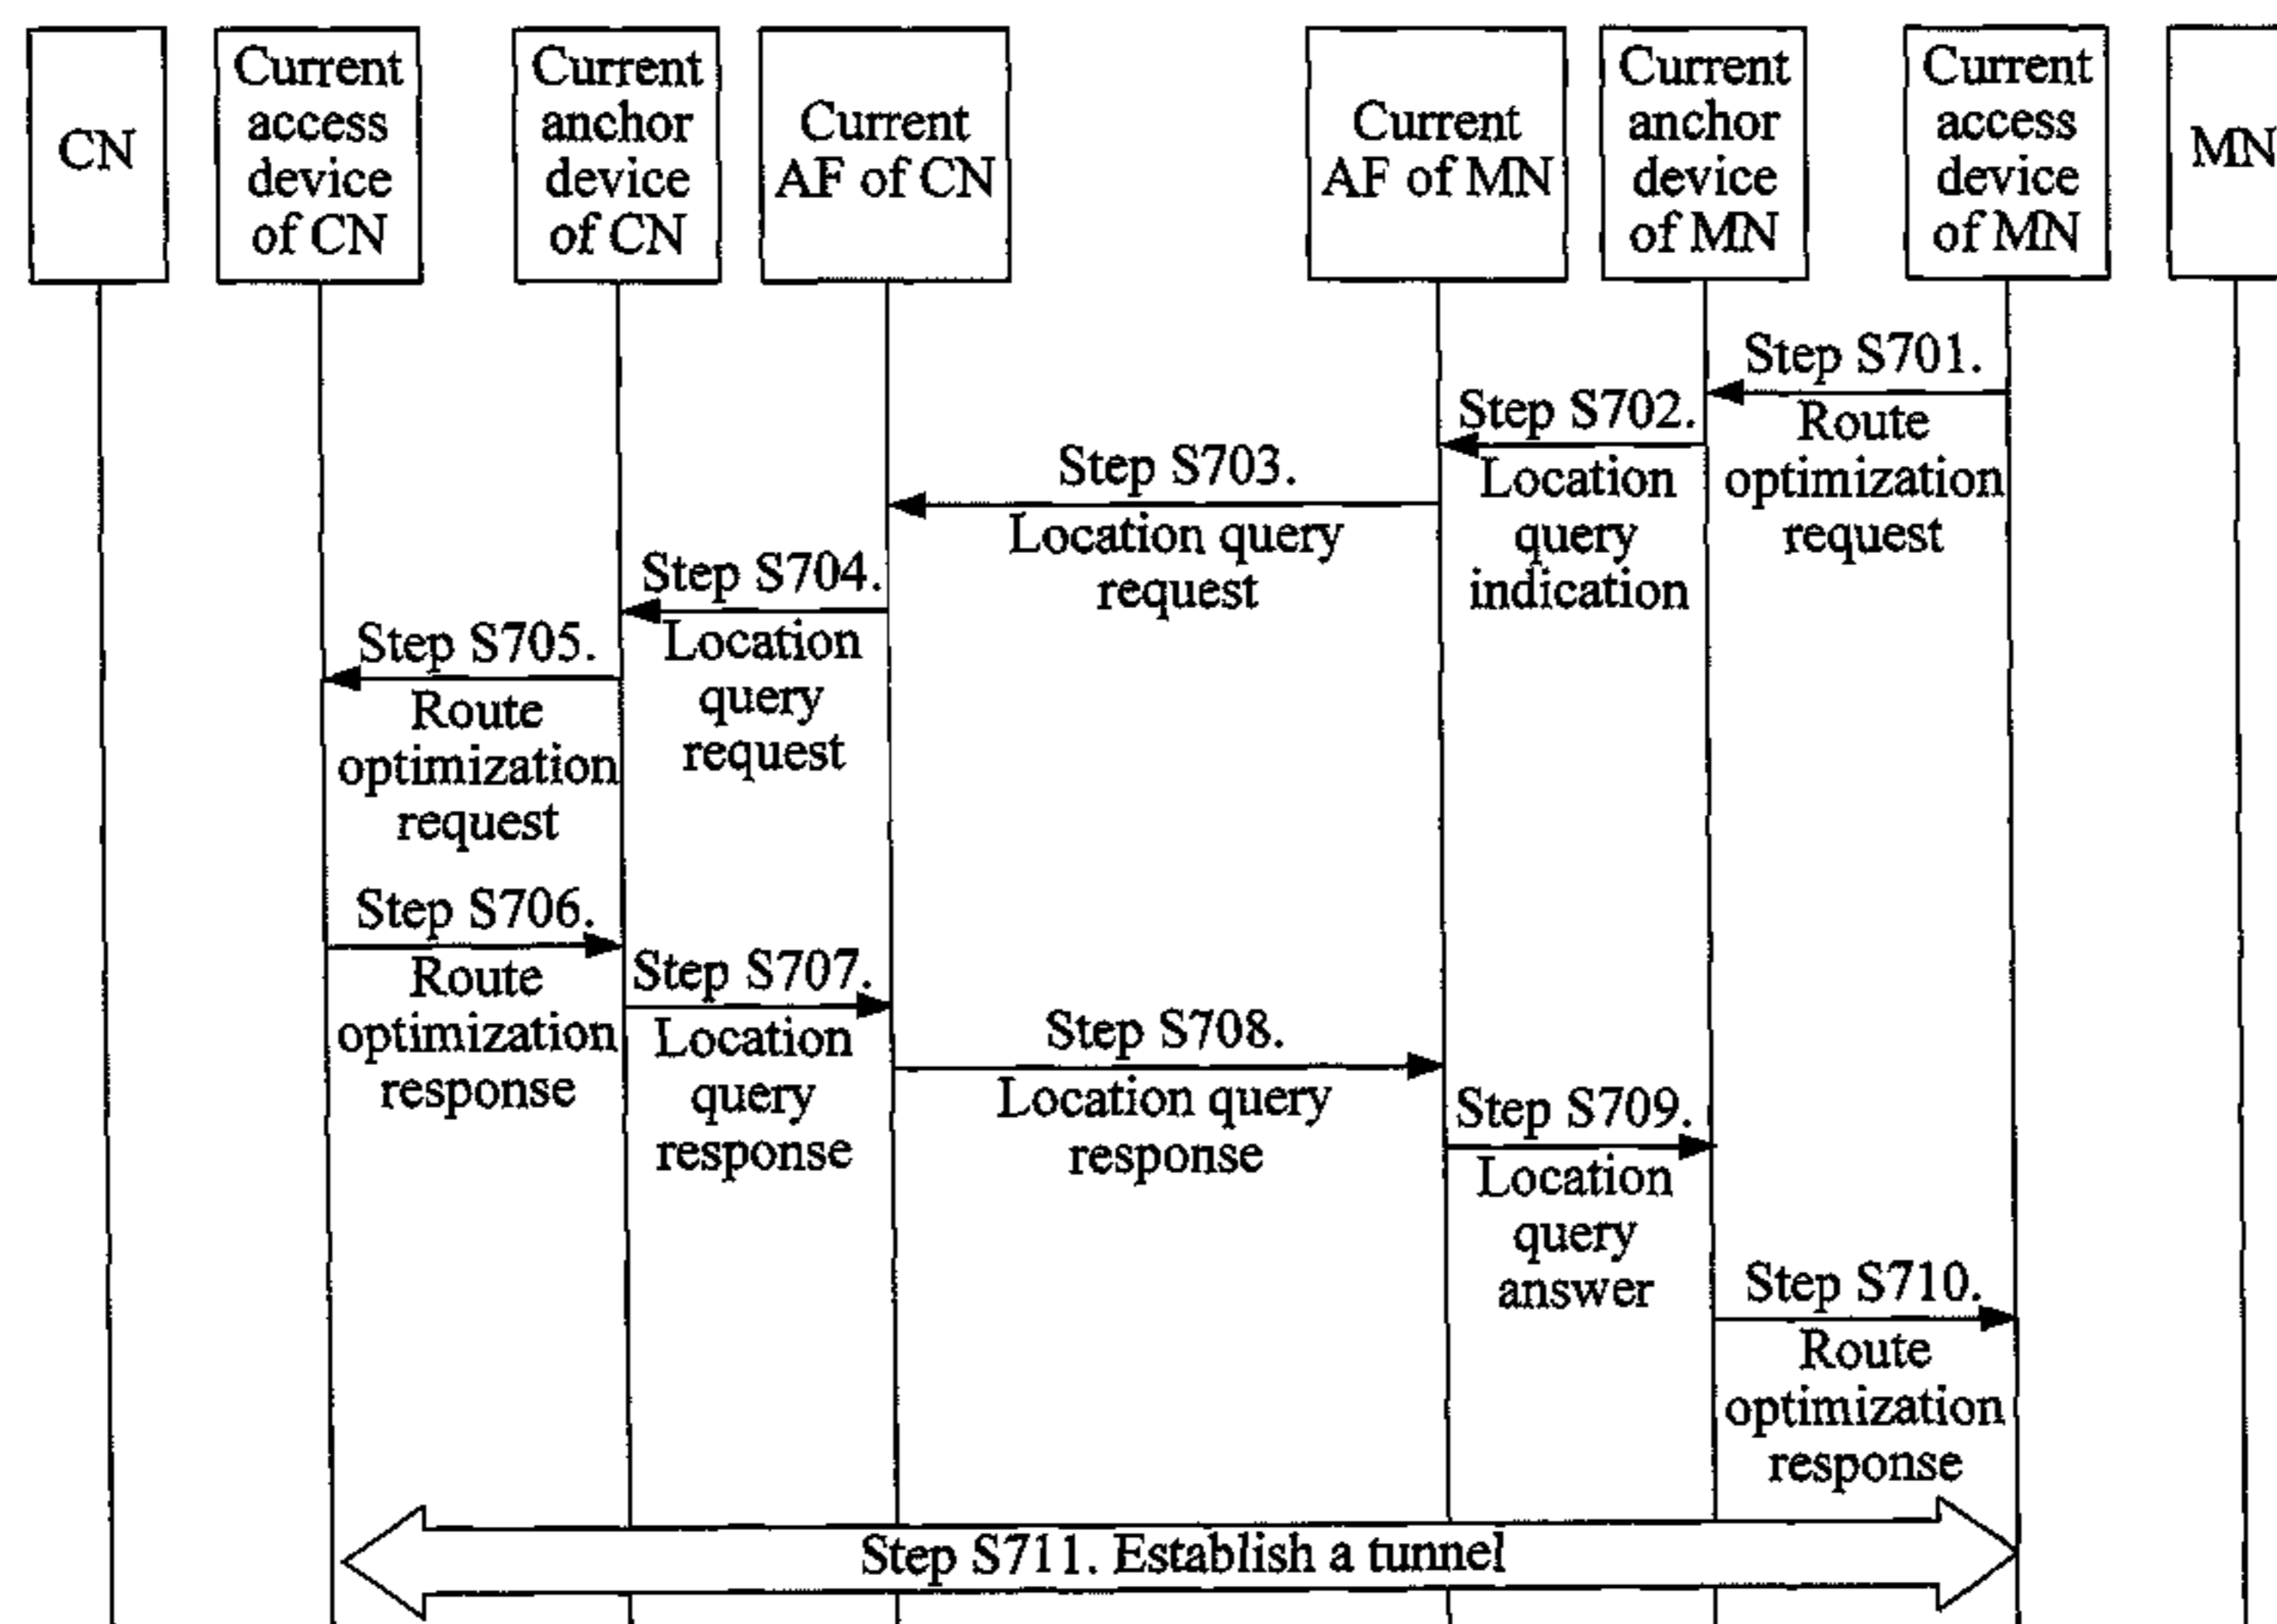 CN
Current
access
device
of CN
Current
anchor
device
of CN
Current
AF of CN
Current
AF of MN
Current
anchor
device
of MN
Current
access
device
of MN
MN
Step S701.
Route
optimization
request
Step S702.
Location
query
indication
Step S703.
Location query
request
Step S704.
Location
query
request
Step S705.
Route
optimization
request
Step S706.
Route
optimization
response
Step S707.
Location
query
response
Step S708.
Location query
response
Step S709.
Location
query
answer
Step S710.
Route
optimization
response
Step S711. Establish a tunnel